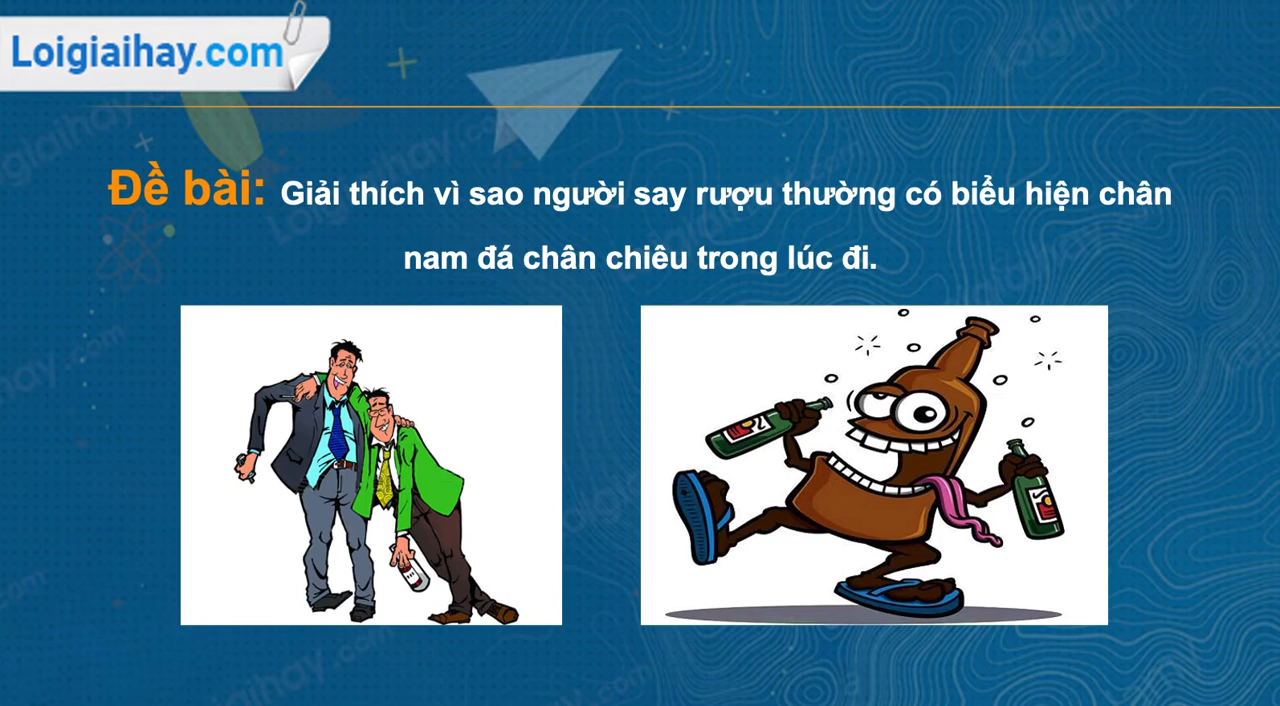 Loigiaihay.com
Đề bài: Giải thích vì sao người say rượu thường có biểu hiện chân
nam đá chân chiêu trong lúc đi.